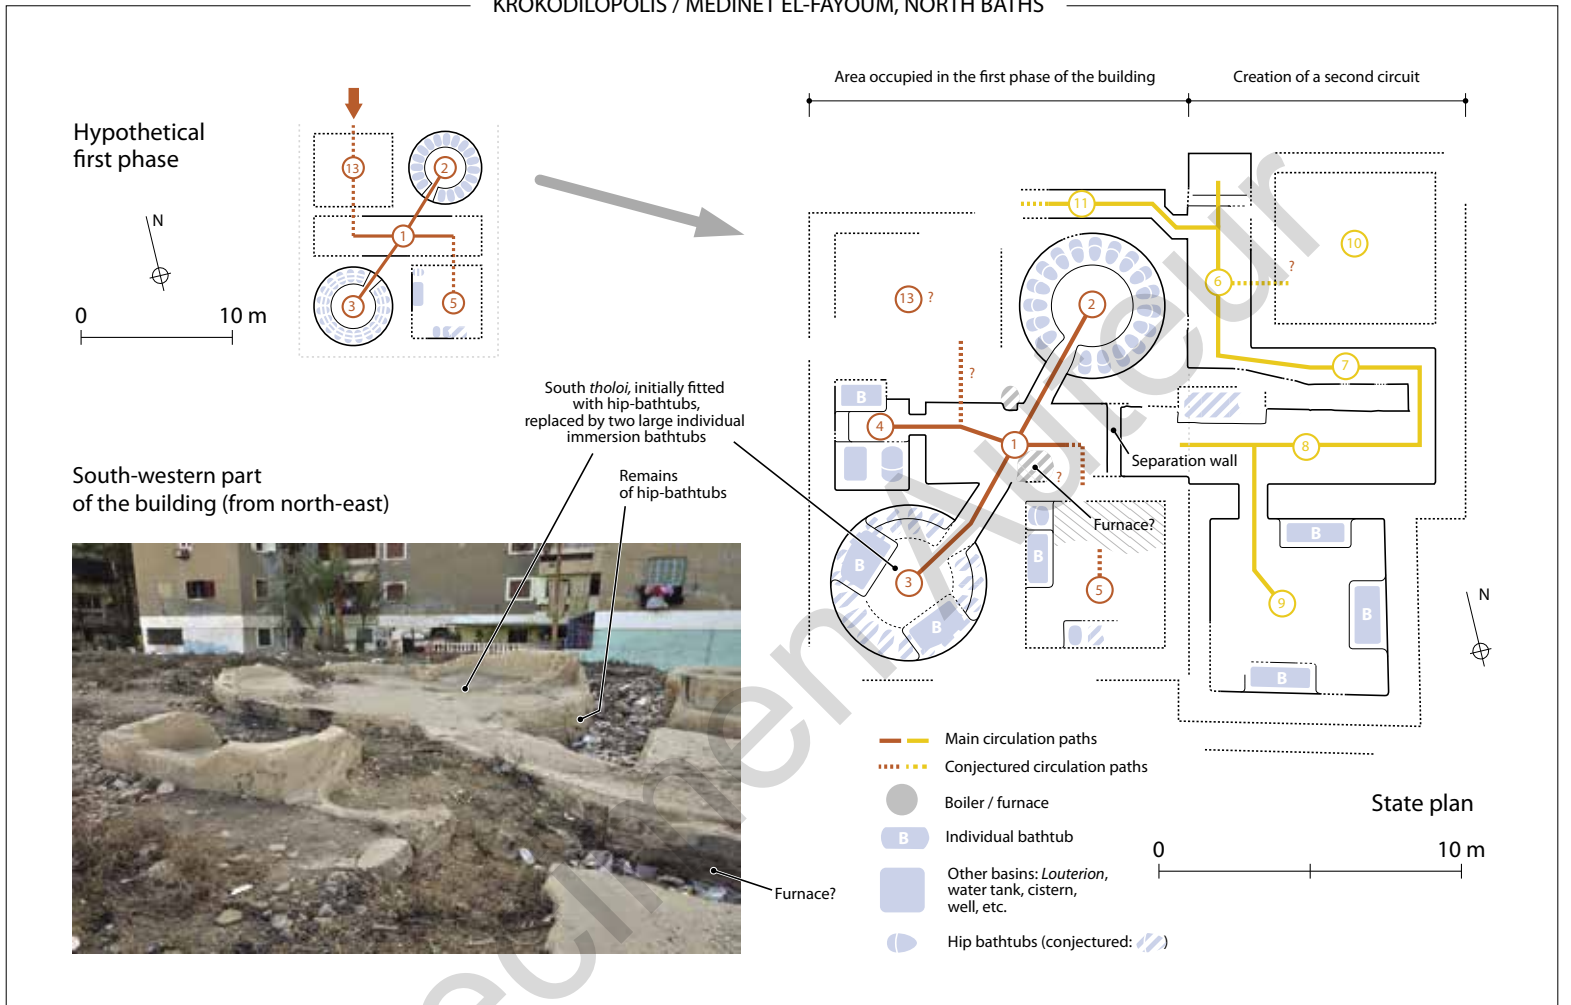 KROKODILOPOLIS / MEDINET EL-FAYOUM, NORTH BATHS
Area occupied in the first phase of the building
Creation of a second circuit
Hypothetical
first phase
N
0
10 m
13
2
1
3
5
11
10
6
?
13
?
2
7
?
B
4
1
8
Separation wall
?
Furnace?
B
3
B
B
5
B
9
B
B
N
South tholoi, initially fitted
with hip-bathtubs,
replaced by two large individual
immersion bathtubs
Remains
of hip-bathtubs
South-western part
of the building (from north-east)
Furnace?
Main circulation paths
Conjectured circulation paths
Boiler / furnace
B
Individual bathtub
Other basins: Louterion,
water tank, cistern,
well, etc.
Hip bathtubs (conjectured: )
State plan
0
10 m
Specimen Auteur